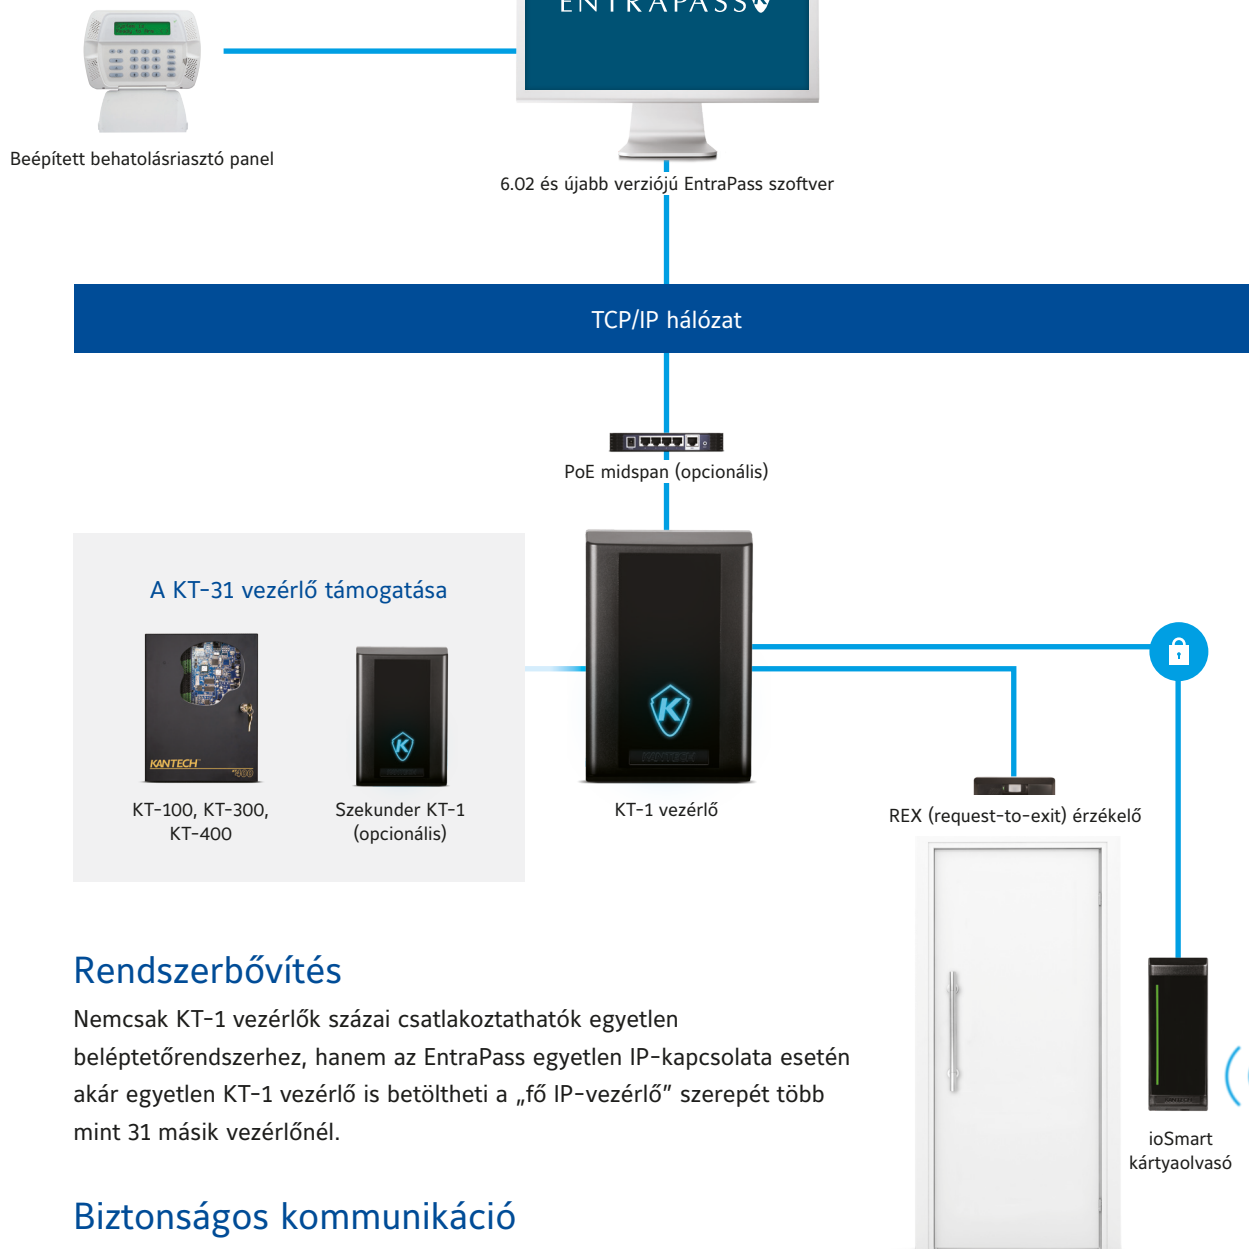 ENTRAPASS
Beépített behatolásriasztó panel
6.02 és újabb verziójú EntraPass szoftver
TCP/IP hálózat
PoE midspan (opcionális)
A KT-31 vezérlő támogatása
KANTECH
KT-100, KT-300,
KT-400
Szekunder KT-1
(opcionális)
K
KT-1 vezérlő
REX (request-to-exit) érzékelő
Rendszerbővítés
Nemcsak KT-1 vezérlők százai csatlakoztathatók egyetlen
beléptetőrendszerhez, hanem az EntraPass egyetlen IP-kapcsolata esetén
akár egyetlen KT-1 vezérlő is betöltheti a „fő IP-vezérlő” szerepét több
mint 31 másik vezérlőnél.
ioSmart
kártyaolvasó
Biztonságos kommunikáció